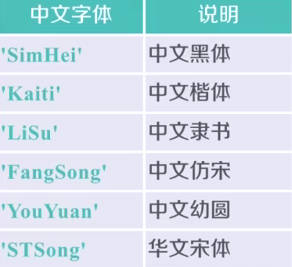 中文字体 说明
'SimHei' 中文黑体
'Kaiti' 中文楷体
'LiSu' 中文隶书
'FangSong' 中文仿宋
'YouYuan' 中文幼圆
'STSong' 华文宋体